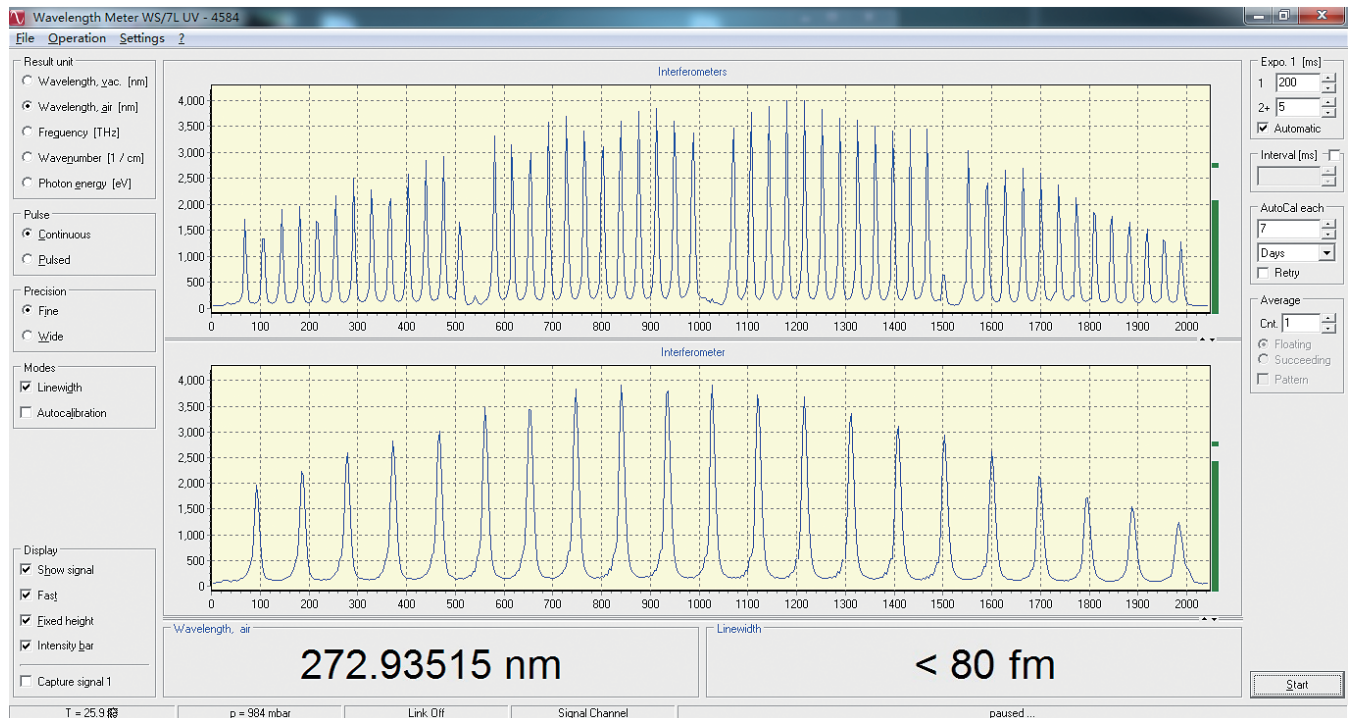 Wavelength Meter WS/7L UV - 4584
File Operation Settings ?
Result unit
Wavelength, vac. [nm]
Wavelength, air [nm]
Frequency [THz]
Wavenumber [1 / cm]
Photon energy [eV]
Pulse
Continuous
Pulsed
Precision
Fine
Wide
Modes
Linewidth
Autocalibration
Display
Show signal
Fast
Fixed height
Intensity bar
Capture signal 1
Interferometers
4,000
3,500
3,000
2,500
2,000
1,500
1,000
500
0
0 100 200 300 400 500 600 700 800 900 1000 1100 1200 1300 1400 1500 1600 1700 1800 1900 2000
Interferometer
4,000
3,500
3,000
2,500
2,000
1,500
1,000
500
0
0 100 200 300 400 500 600 700 800 900 1000 1100 1200 1300 1400 1500 1600 1700 1800 1900 2000
Wavelength, air
272.93515 nm
Linewidth
< 80 fm
Expo. 1 [ms]
1 200
2+ 5
Automatic
Interval [ms]
AutoCal each
7
Days
Retry
Average
Cnt. 1
Floating
Succeeding
Pattern
Start
T = 25.9
p = 984 mbar
Link Off
Signal Channel
paused ...